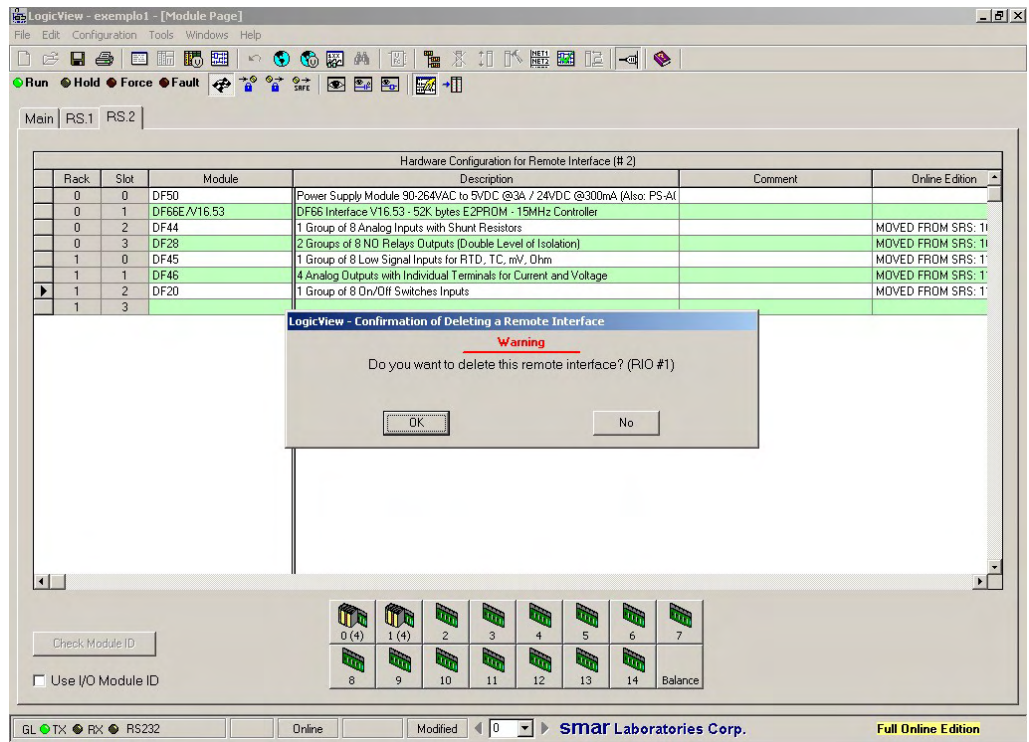 LogicView - exemplo1 - [Module Page]
File Edit Configuration Tools Windows Help
Run Hold Force Fault SAFE NET1 NET2
Main RS.1 RS.2
Hardware Configuration for Remote Interface (# 2)
Rack Slot Module Description Comment Online Edition
0 0 DF50 Power Supply Module 90-264VAC to 5VDC @3A / 24VDC @300mA (Also: PS-A(
0 1 DF66E/V16.53 DF66 Interface V16.53 - 52K bytes E2PROM - 15MHz Controller
0 2 DF44 1 Group of 8 Analog Inputs with Shunt Resistors MOVED FROM SRS: 1
0 3 DF28 2 Groups of 8 NO Relays Outputs (Double Level of Isolation) MOVED FROM SRS: 1
1 0 DF45 1 Group of 8 Low Signal Inputs for RTD, TC, mV, Ohm MOVED FROM SRS: 1
1 1 DF46 4 Analog Outputs with Individual Terminals for Current and Voltage MOVED FROM SRS: 1
1 2 DF20 1 Group of 8 On/Off Switches Inputs MOVED FROM SRS: 1
1 3
LogicView - Confirmation of Deleting a Remote Interface
Warning
Do you want to delete this remote interface? (RIO #1)
OK No
0 (4) 1 (4) 2 3 4 5 6 7
Check Module ID
8 9 10 11 12 13 14 Balance
Use I/O Module ID
GL TX RX RS232 Online Modified 0 smar Laboratories Corp. Full Online Edition